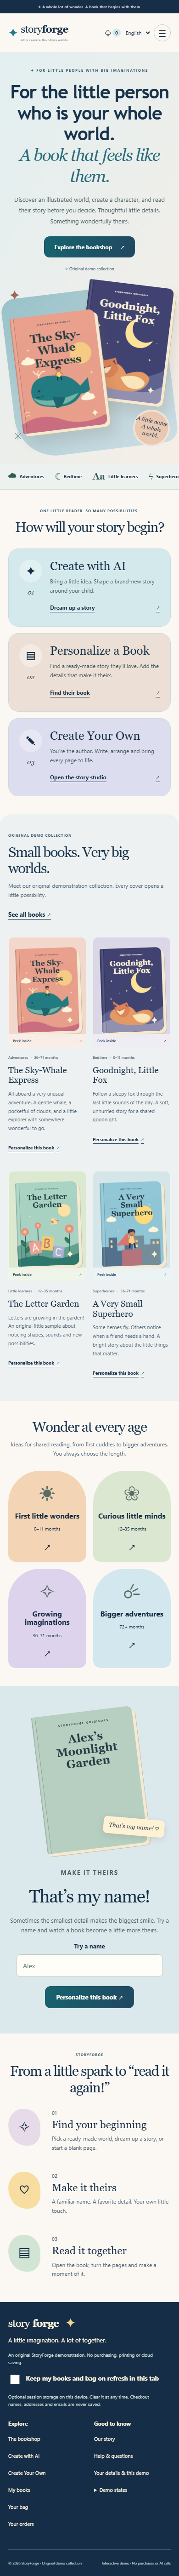 ✦ A whole lot of wonder. A book that begins with them.
storyforge
0
English
✦ FOR LITTLE PEOPLE WITH BIG IMAGINATIONS
For the little person
who is your whole
world.
A book that feels like
them.
Discover an illustrated world, create a character, and read
their story before you decide. Thoughtful little details.
Something wonderfully theirs.
Explore the bookshop ↗
Original demo collection
The Sky-
Whale
Express
Goodnight,
Little Fox
A little name.
A whole
world.
Adventures
Bedtime
Aa Little learners
Superheroes
ONE LITTLE READER. SO MANY POSSIBILITIES.
How will your story begin?
01
Create with AI
Bring a little idea. Shape a brand-new story
around your child.
Dream up a story ↗
02
Personalize a Book
Find a ready-made story they'll love. Add the
details that make it theirs.
Find their book ↗
03
Create Your Own
You're the author. Write, arrange and bring
every page to life.
Open the story studio ↗
ORIGINAL DEMO COLLECTION
Small books. Very big
worlds.
Meet our original demonstration collection. Every cover opens a
little possibility.
See all books ↗
The Sky-
Whale
Express
Peek inside ↗
Adventures · 36–71 months
The Sky-Whale
Express
All aboard a very unusual
adventure. A gentle whale, a
pocketful of clouds, and a little
explorer with somewhere
wonderful to go.
Personalize this book ↗
Goodnight,
Little Fox
Peek inside ↗
Bedtime · 0–11 months
Goodnight, Little
Fox
Follow a sleepy fox through the
last little sounds of the day. A soft,
unhurried story for a shared
goodnight.
Personalize this book ↗
The Letter
Garden
A
B
C
Peek inside ↗
Little learners · 12–35 months
The Letter Garden
Letters are growing in the garden!
An original little sample about
noticing shapes, sounds and new
possibilities.
Personalize this book ↗
A Very
Small
Superhero
Peek inside ↗
Superheroes · 36–71 months
A Very Small
Superhero
Some heroes fly. Others notice
when a friend needs a hand. A
bright story about the little things
that matter.
Personalize this book ↗
Wonder at every age
Ideas for shared reading, from first cuddles to bigger adventures.
You always choose the length.
First little wonders
0–11 months
↗
Curious little minds
12–35 months
↗
Growing
imaginations
36–71 months
↗
Bigger adventures
72+ months
↗
STORYFORGE ORIGINALS
Alex's
Moonlight
Garden
That's my name! ♡
MAKE IT THEIRS
That's my name!
Sometimes the smallest detail makes the biggest smile. Try a
name and watch a book become a little more theirs.
Try a name
Alex
Personalize this book ↗
STORYFORGE
From a little spark to “read it
again!”
01
Find your beginning
Pick a ready-made world, dream up a story, or
start a blank page.
02
Make it theirs
A familiar name. A favorite detail. Your own little
touch.
03
Read it together
Open the book, turn the pages and make a
moment of it.
story forge
A little imagination. A lot of together.
An original StoryForge demonstration. No purchasing, printing or cloud
saving.
Keep my books and bag on refresh in this tab
Optional session storage on this device. Clear it at any time. Checkout
names, addresses and emails are never saved.
Explore
The bookshop
Create with AI
Create Your Own
My books
Your bag
Your orders
Good to know
Our story
Help & questions
Your details & this demo
▸ Demo states
© 2026 StoryForge · Original demo collection
Interactive demo · No purchases or AI calls